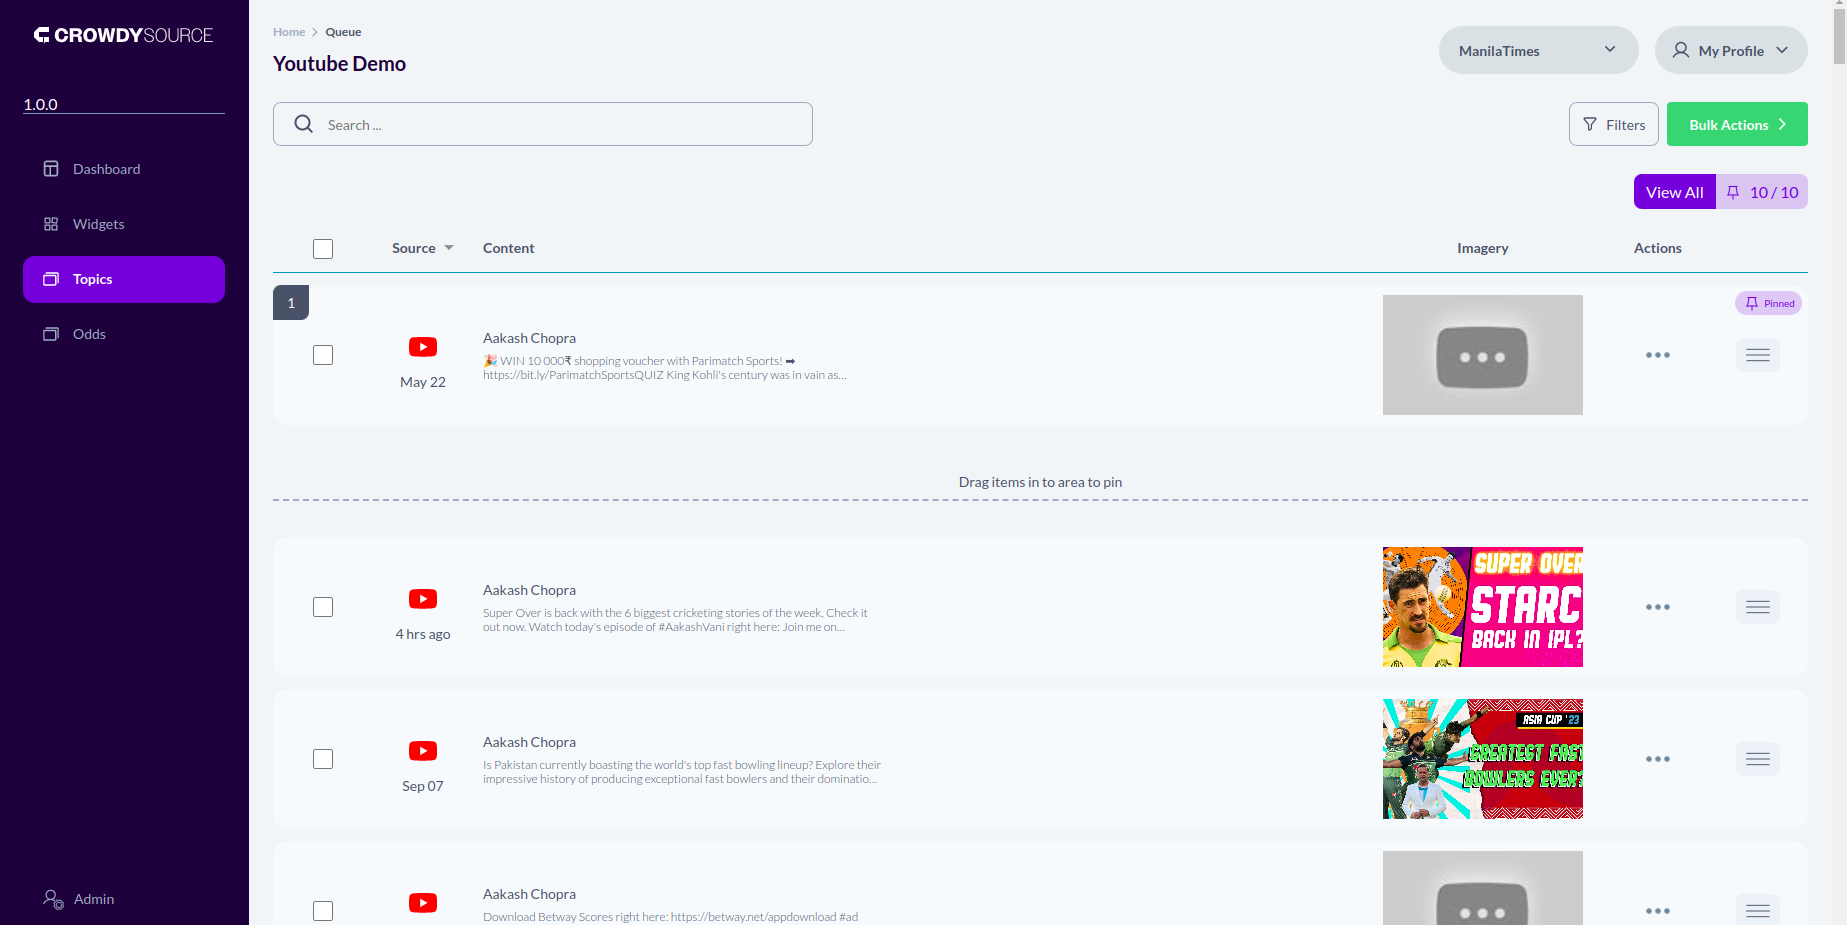 CROWDYSOURCE
1.0.0
Dashboard
Widgets
Topics
Odds
Admin
Home > Queue
Youtube Demo
ManilaTimes
My Profile
Search ...
Filters
Bulk Actions
View All
10 / 10
Source
Content
Imagery
Actions
1
Pinned
May 22
Aakash Chopra
🎉 WIN 10 000₹ shopping voucher with Parimatch Sports! ➡
https://bit.ly/ParimatchSportsQUIZ King Kohli's century was in vain as...
Drag items in to area to pin
4 hrs ago
Aakash Chopra
Super Over is back with the 6 biggest cricketing stories of the week. Check it
out now. Watch today's episode of #AakashVani right here: Join me on...
SUPER OVER
STARC
BACK IN IPL?
Sep 07
Aakash Chopra
Is Pakistan currently boasting the world's top fast bowling lineup? Explore their
impressive history of producing exceptional fast bowlers and their dominatio...
ASIA CUP '23
GREATEST FAST
BOWLERS EVER?
Aakash Chopra
Download Betway Scores right here: https://betway.net/appdownload #ad